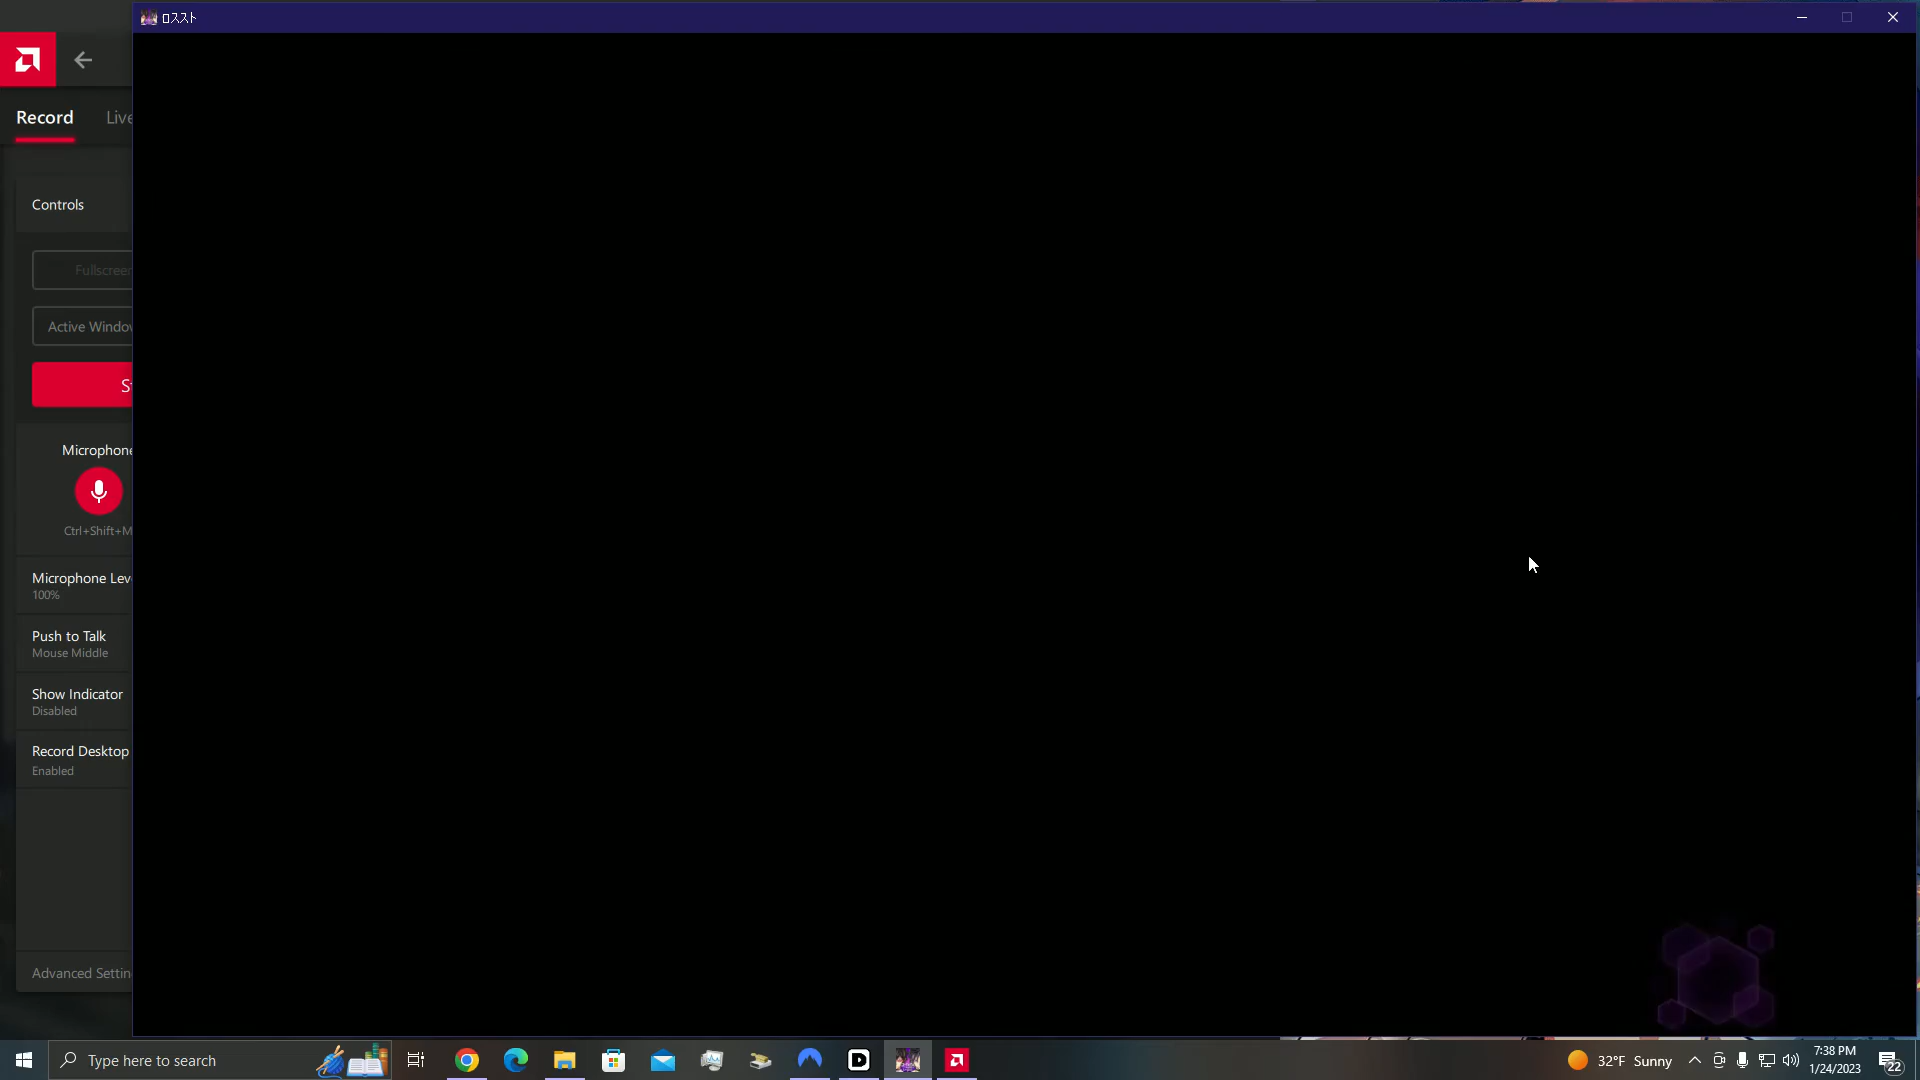 ロススト
Record
Live
Controls
Fullscreen
Active Window
St
Microphone
Ctrl+Shift+M
Microphone Lev
100%
Push to Talk
Mouse Middle
Show Indicator
Disabled
Record Desktop
Enabled
Advanced Settin
Type here to search
32°F Sunny
7:38 PM
1/24/2023
22